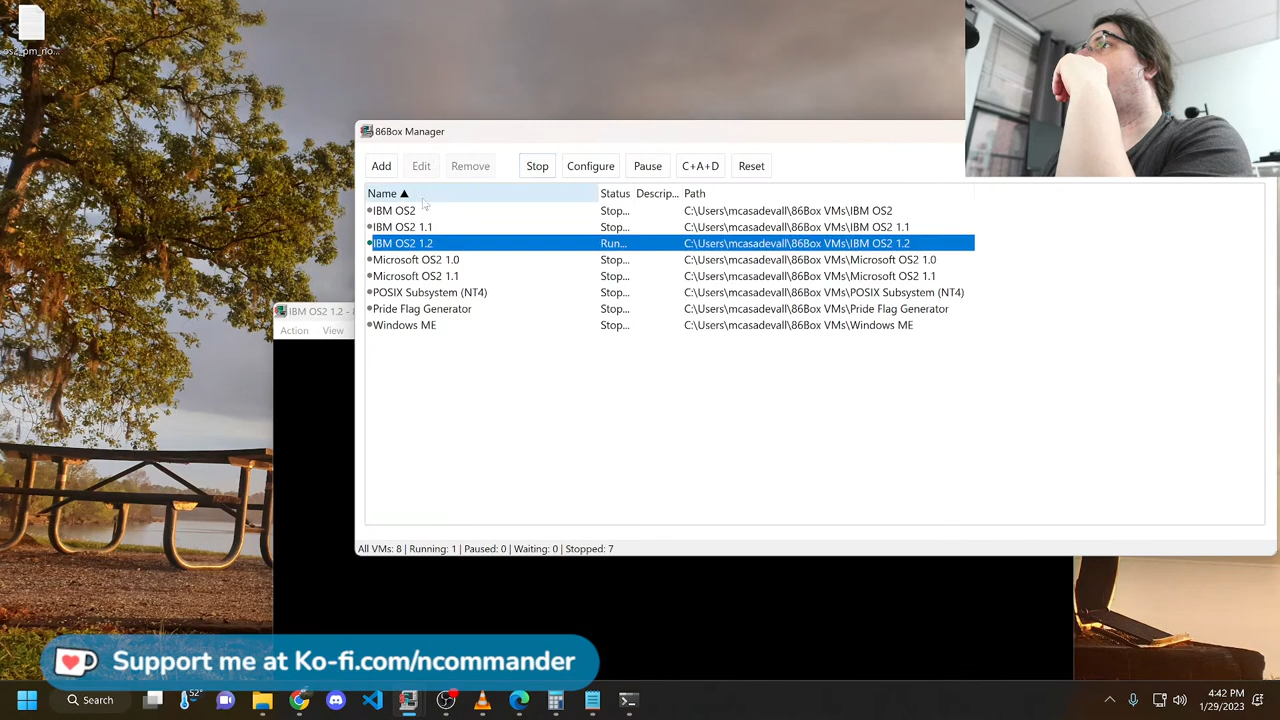 os2_pm_no...
86Box Manager
Add Edit Remove Stop Configure Pause C+A+D Reset
Name ▲ Status Descrip... Path
IBM OS2 Stop... C:\Users\mcasadevall\86Box VMs\IBM OS2
IBM OS2 1.1 Stop... C:\Users\mcasadevall\86Box VMs\IBM OS2 1.1
IBM OS2 1.2 Run... C:\Users\mcasadevall\86Box VMs\IBM OS2 1.2
Microsoft OS2 1.0 Stop... C:\Users\mcasadevall\86Box VMs\Microsoft OS2 1.0
Microsoft OS2 1.1 Stop... C:\Users\mcasadevall\86Box VMs\Microsoft OS2 1.1
POSIX Subsystem (NT4) Stop... C:\Users\mcasadevall\86Box VMs\POSIX Subsystem (NT4)
Pride Flag Generator Stop... C:\Users\mcasadevall\86Box VMs\Pride Flag Generator
Windows ME Stop... C:\Users\mcasadevall\86Box VMs\Windows ME
All VMs: 8 | Running: 1 | Paused: 0 | Waiting: 0 | Stopped: 7
IBM OS2 1.2 - 8
Action View
Support me at Ko-fi.com/ncommander
Search
52°
4:42 PM
1/29/2023